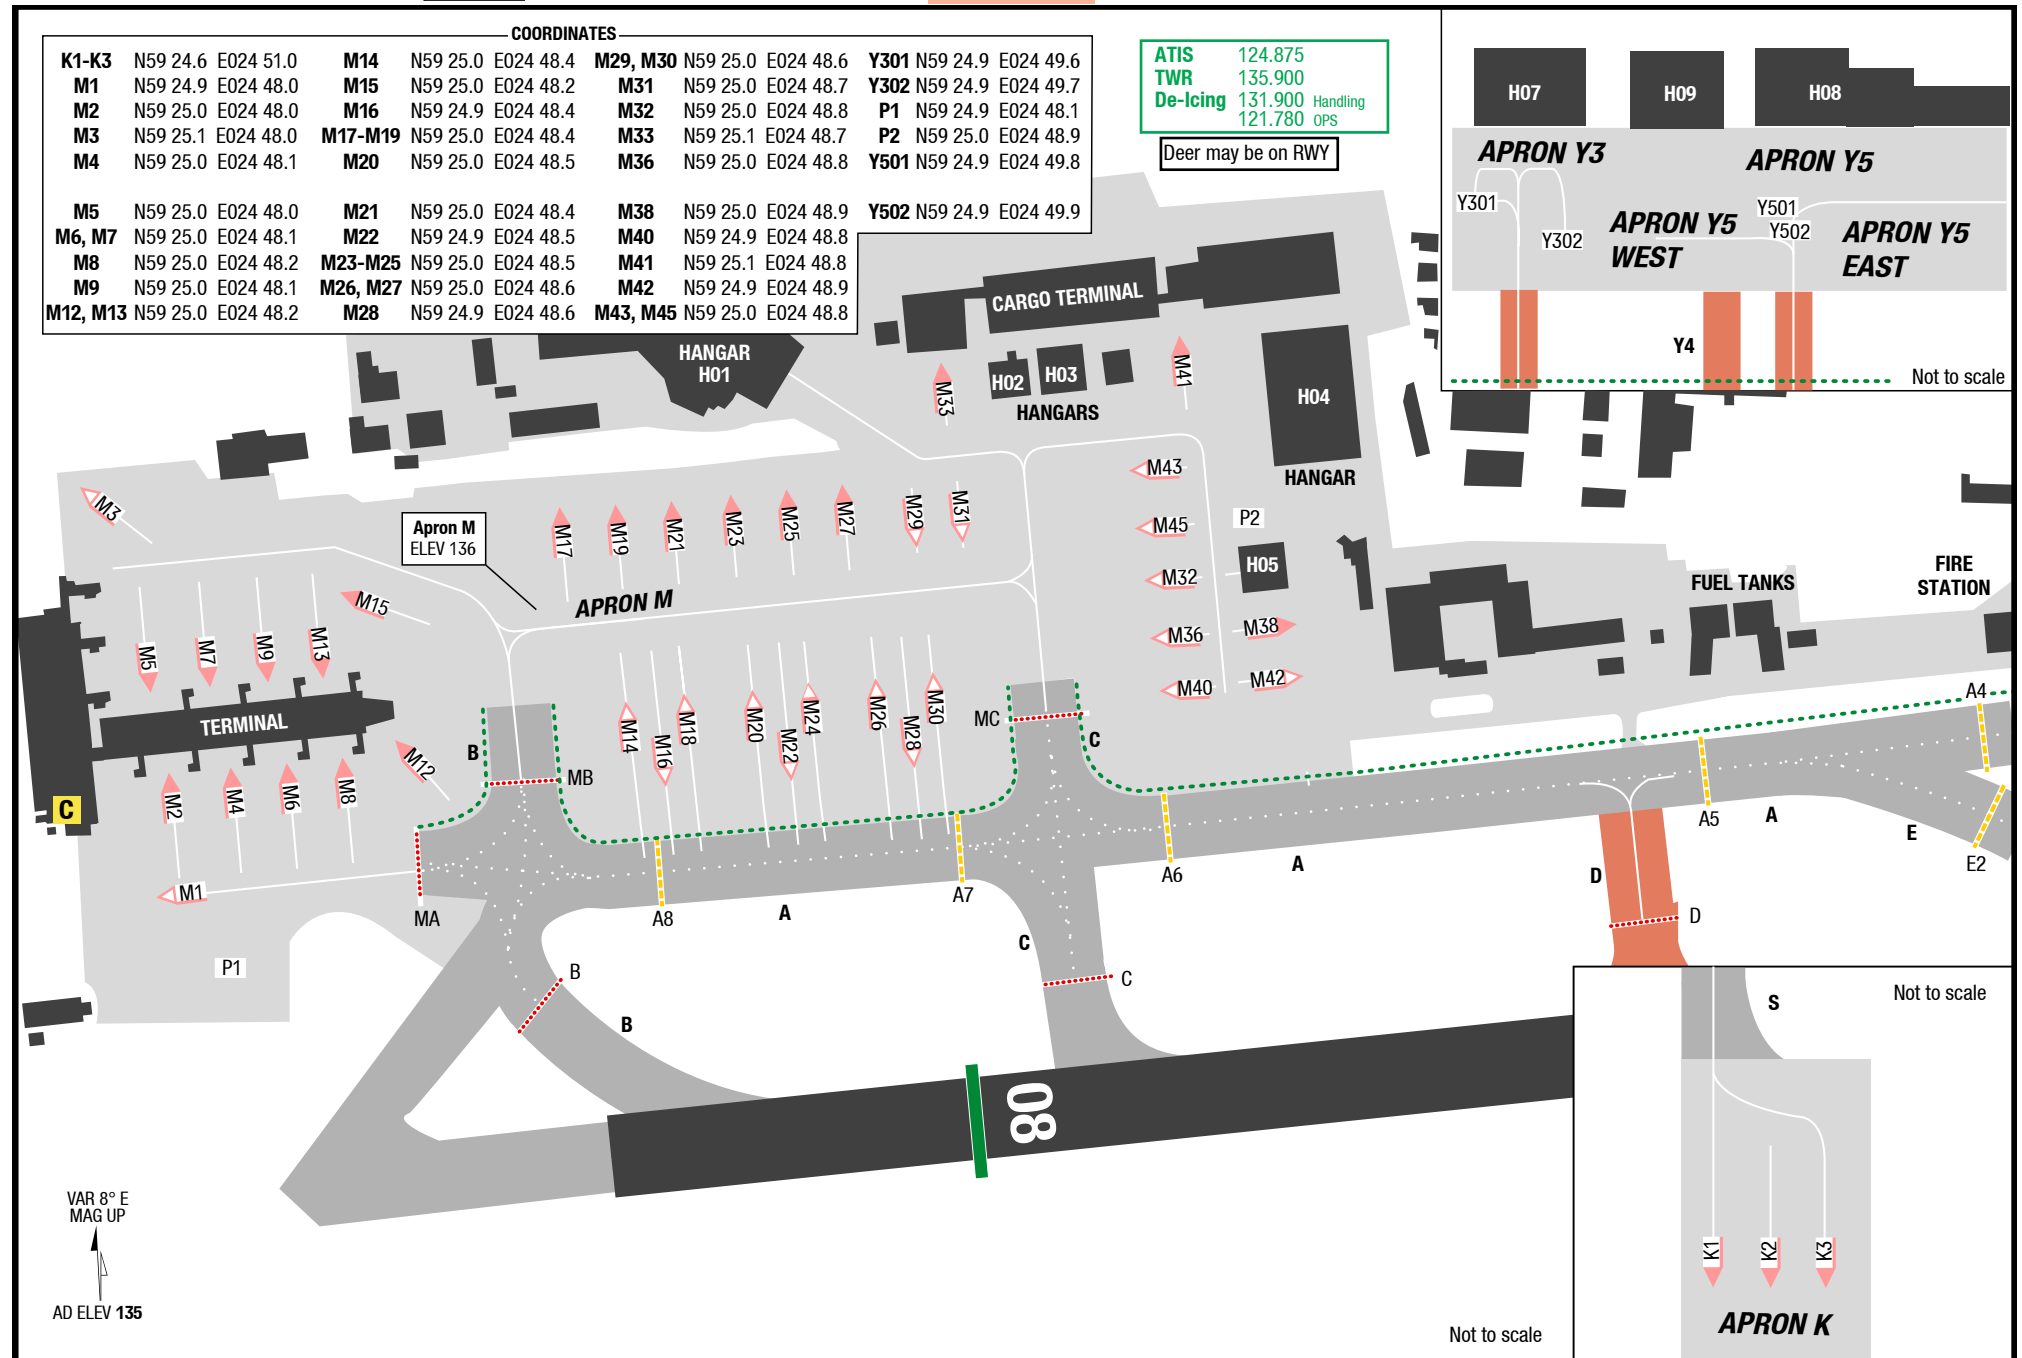 COORDINATES
K1-K3 N59 24.6 E024 51.0 M14 N59 25.0 E024 48.4 M29, M30 N59 25.0 E024 48.6 Y301 N59 24.9 E024 49.6
M1 N59 24.9 E024 48.0 M15 N59 25.0 E024 48.2 M31 N59 25.0 E024 48.7 Y302 N59 24.9 E024 49.7
M2 N59 25.0 E024 48.0 M16 N59 24.9 E024 48.4 M32 N59 25.0 E024 48.8 P1 N59 24.9 E024 48.1
M3 N59 25.1 E024 48.0 M17-M19 N59 25.0 E024 48.4 M33 N59 25.1 E024 48.7 P2 N59 25.0 E024 48.9
M4 N59 25.0 E024 48.1 M20 N59 25.0 E024 48.5 M36 N59 25.0 E024 48.8 Y501 N59 24.9 E024 49.8
M5 N59 25.0 E024 48.0 M21 N59 25.0 E024 48.4 M38 N59 25.0 E024 48.9 Y502 N59 24.9 E024 49.9
M6, M7 N59 25.0 E024 48.1 M22 N59 24.9 E024 48.5 M40 N59 24.9 E024 48.8
M8 N59 25.0 E024 48.2 M23-M25 N59 25.0 E024 48.5 M41 N59 25.1 E024 48.8
M9 N59 25.0 E024 48.1 M26, M27 N59 25.0 E024 48.6 M42 N59 24.9 E024 48.9
M12, M13 N59 25.0 E024 48.2 M28 N59 24.9 E024 48.6 M43, M45 N59 25.0 E024 48.8
ATIS 124.875
TWR 135.900
De-Icing 131.900 Handling
121.780 OPS
Deer may be on RWY
H07
H09
H08
APRON Y3
APRON Y5
Y301
Y302
APRON Y5
WEST
Y501
Y502
APRON Y5
EAST
Y4
Not to scale
CARGO TERMINAL
HANGAR
H01
H02
H03
HANGARS
M33
M41
H04
HANGAR
M43
M45
P2
H05
M32
M36
M38
M40
M42
M3
Apron M
ELEV 136
M17
M19
M21
M23
M25
M27
M29
M31
APRON M
M15
M5
M7
M9
M13
TERMINAL
M12
M2
M4
M6
M8
C
M1
P1
B
MB
MA
M14
M16
M18
M20
M22
M24
M26
M28
M30
MC
C
FUEL TANKS
FIRE
STATION
A4
A5
A
E
E2
A6
A
A7
A8
A
D
D
C
C
B
B
08
S
Not to scale
K1
K2
K3
APRON K
VAR 8° E
MAG UP
AD ELEV 135
Not to scale